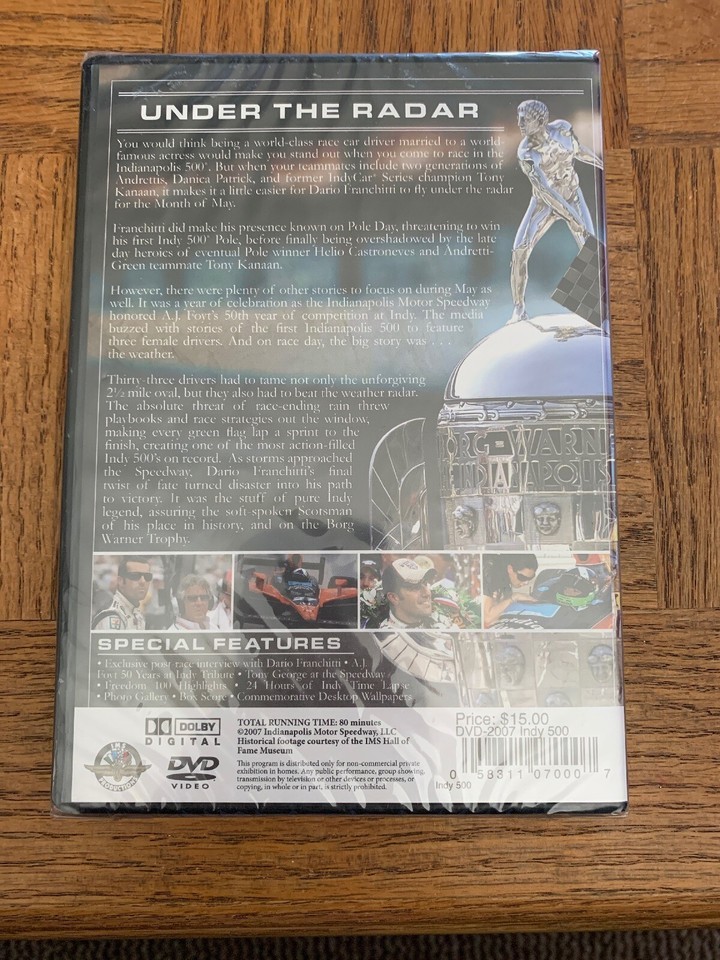 UNDER THE RADAR
You would think being a world-class race car driver married to a world-
famous actress would make you stand out when you come to race in the
Indianapolis 500®. But when your teammates include two generations of
Andrettis, Danica Patrick, and former IndyCar® Series champion Tony
Kanaan, it makes it a little easier for Dario Franchitti to fly under the radar
for the Month of May.
Franchitti did make his presence known on Pole Day, threatening to win
his first Indy 500® Pole, before finally being overshadowed by the late
day heroics of eventual Pole winner Helio Castroneves and Andretti-
Green teammate Tony Kanaan.
However, there were plenty of other stories to focus on during May as
well. It was a year of celebration as the Indianapolis Motor Speedway
honored A.J. Foyt's 50th year of competition at Indy. The media
buzzed with stories of the first Indianapolis 500 to feature
three female drivers. And on race day, the big story was . . .
the weather.
Thirty-three drivers had to tame not only the unforgiving
2½ mile oval, but they also had to beat the weather radar.
The absolute threat of race-ending rain threw
playbooks and race strategies out the window,
making every green flag lap a sprint to the
finish, creating one of the most action-filled
Indy 500's on record. As storms approached
the Speedway, Dario Franchitti's final
twist of fate turned disaster into his path
to victory. It was the stuff of pure Indy
legend, assuring the soft-spoken Scotsman
of his place in history, and on the Borg
Warner Trophy.
ORG-WARNE
INDIANAPOLIS
SPECIAL FEATURES
• Exclusive post-race interview with Dario Franchitti • A.J.
Foyt 50 Years at Indy Tribute • Tony George at the Speedway
• Freedom 100 Highlights • 24 Hours of Indy Time Lapse
• Photo Gallery • Box Score • Commemorative Desktop Wallpapers
DOLBY
DIGITAL
DVD
VIDEO
TOTAL RUNNING TIME: 80 minutes
©2007 Indianapolis Motor Speedway, LLC
Historical footage courtesy of the IMS Hall of
Fame Museum
This program is distributed only for non-commercial private
exhibition in homes. Any public performance, group showing,
transmission by television or other devices or processes, or
copying, in whole or in part, is strictly prohibited.
Price: $15.00
DVD-2007 Indy 500
0 58311 07000 7
Indy 500
IMS
PRODUCTIONS